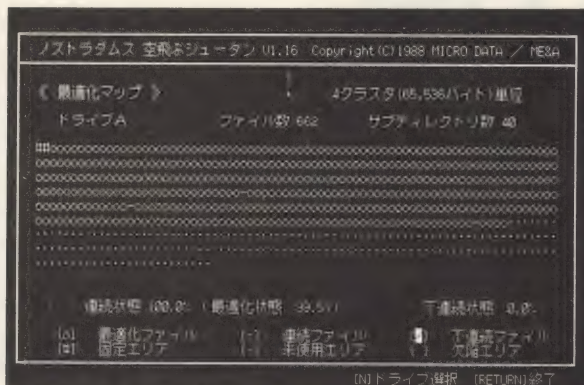 ノストラダムス 空飛ぶジュータン V1.16 Copyright(C)1988 MICRO DATA / ME&A
《 最適化マップ 》 4クラスタ(65,536バイト)単位
ドライブA ファイル数 662 サブディレクトリ数 40
連続状態 100.0% (最適化状態 99.5%) 不連続状態 0.0%
[o] 最適化ファイル [-] 連続ファイル 不連続ファイル
[#] 固定エリア 未使用エリア 欠陥エリア
[N]ドライブ選択 [RETURN]終了